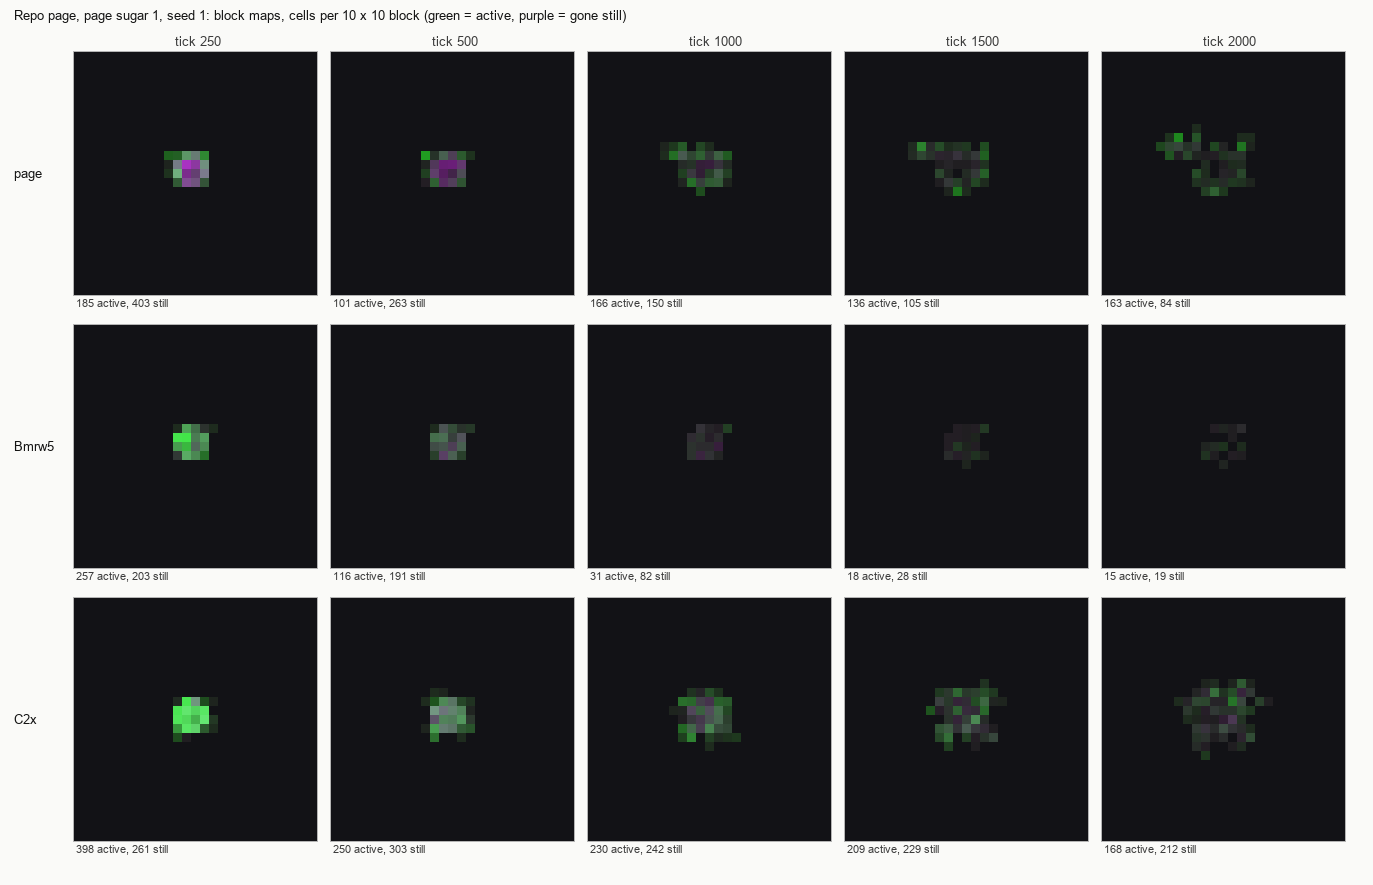 Repo page, page sugar 1, seed 1: block maps, cells per 10 x 10 block (green = active, purple = gone still)
tick 250
tick 500
tick 1000
tick 1500
tick 2000
page
185 active, 403 still
101 active, 263 still
166 active, 150 still
136 active, 105 still
163 active, 84 still
Bmrw5
257 active, 203 still
116 active, 191 still
31 active, 82 still
18 active, 28 still
15 active, 19 still
C2x
398 active, 261 still
250 active, 303 still
230 active, 242 still
209 active, 229 still
168 active, 212 still